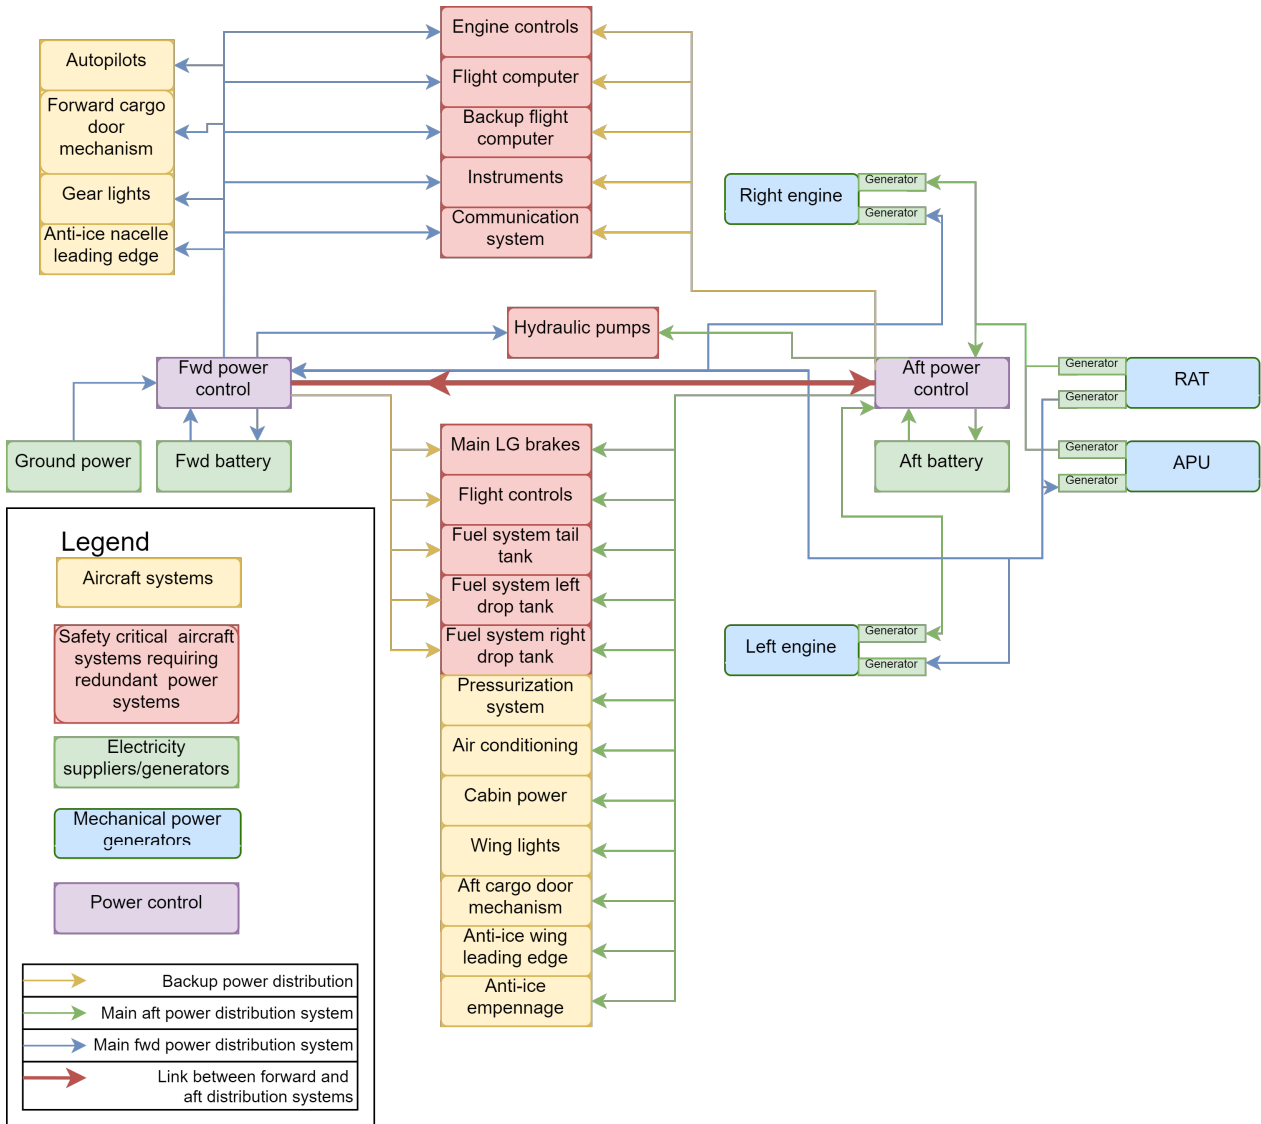 Engine controls
Flight computer
Backup flight
computer
Instruments
Communication
system
Autopilots
Forward cargo
door
mechanism
Gear lights
Anti-ice nacelle
leading edge
Right engine
Generator
Generator
Hydraulic pumps
Fwd power
control
Aft power
control
Generator
Generator
RAT
Ground power
Fwd battery
Aft battery
Generator
Generator
APU
Main LG brakes
Flight controls
Fuel system tail
tank
Fuel system left
drop tank
Fuel system right
drop tank
Pressurization
system
Air conditioning
Cabin power
Wing lights
Aft cargo door
mechanism
Anti-ice wing
leading edge
Anti-ice
empennage
Left engine
Generator
Generator
Legend
Aircraft systems
Safety critical aircraft
systems requiring
redundant power
systems
Electricity
suppliers/generators
Mechanical power
generators
Power control
Backup power distribution
Main aft power distribution system
Main fwd power distribution system
Link between forward and
aft distribution systems